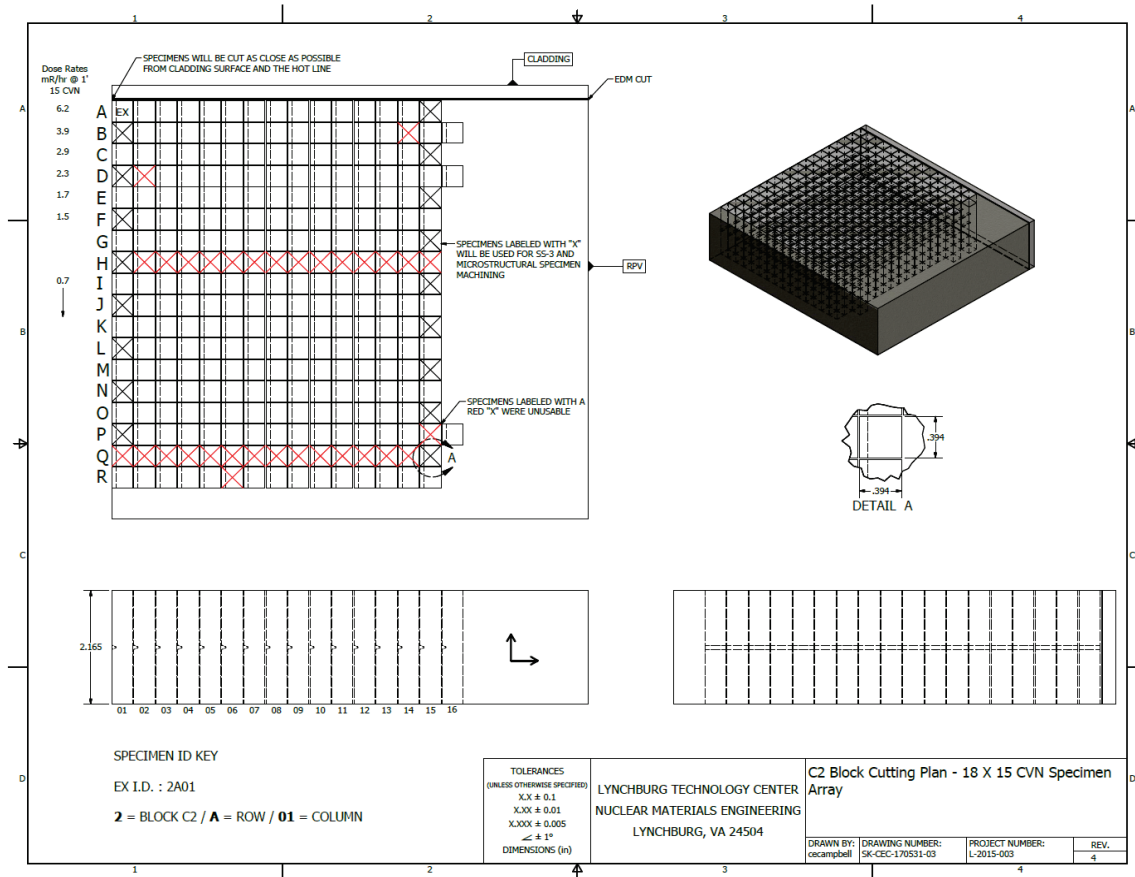 1 2 3 4
SPECIMENS WILL BE CUT AS CLOSE AS POSSIBLE
FROM CLADDING SURFACE AND THE HOT LINE
CLADDING
EDM CUT
Dose Rates
mR/hr @ 1'
15 CVN
A A
6.2 A EX
3.9 B
2.9 C
2.3 D
1.7 E
1.5 F
G
SPECIMENS LABELED WITH "X"
WILL BE USED FOR SS-3 AND
MICROSTRUCTURAL SPECIMEN
MACHINING
RPV
H
0.7 I
J
B B
K
L
M
N
O
SPECIMENS LABELED WITH A
RED "X" WERE UNUSABLE
P
Q A
R
.394
.394
DETAIL A
C C
2.165
01 02 03 04 05 06 07 08 09 10 11 12 13 14 15 16
SPECIMEN ID KEY
EX I.D. : 2A01
2 = BLOCK C2 / A = ROW / 01 = COLUMN
D D
TOLERANCES
(UNLESS OTHERWISE SPECIFIED)
X.X ± 0.1
X.XX ± 0.01
X.XXX ± 0.005
∠ ± 1°
DIMENSIONS (in)
LYNCHBURG TECHNOLOGY CENTER
NUCLEAR MATERIALS ENGINEERING
LYNCHBURG, VA 24504
C2 Block Cutting Plan - 18 X 15 CVN Specimen
Array
DRAWN BY: DRAWING NUMBER: PROJECT NUMBER: REV.
cecampbell SK-CEC-170531-03 L-2015-003 4
1 2 3 4